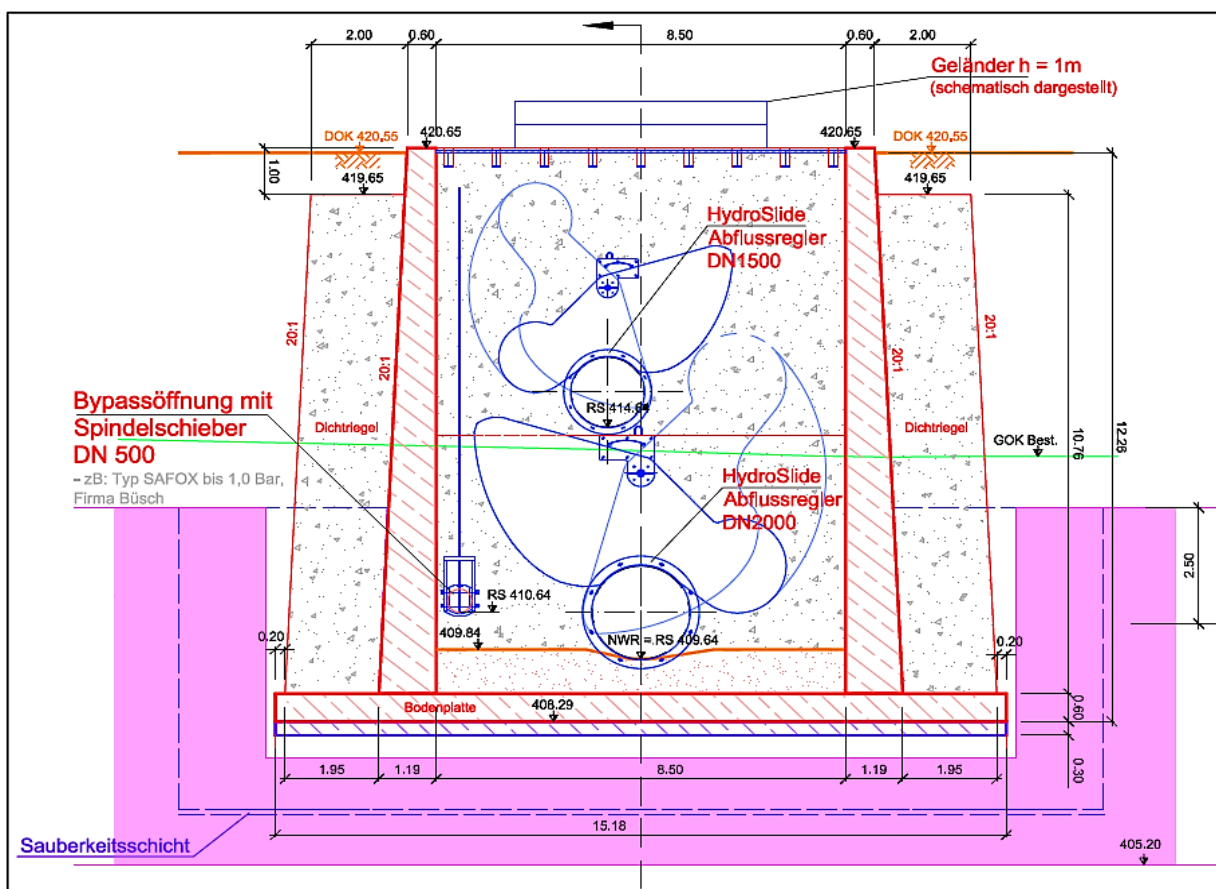 2.00
0.60
8.50
0.60
2.00
Geländer h = 1m
(schematisch dargestellt)
DOK 420.55
420.65
420.65
DOK 420.55
1.00
419.65
419.65
HydroSlide
Abflussregler
DN1500
20:1
20:1
20:1
20:1
Bypassöffnung mit
Spindelschieber
DN 500
- zB: Typ SAFOX bis 1,0 Bar,
Firma Büsch
Dichtriegel
RS 414.64
Dichtriegel
GOK Best.
10.76
12.26
HydroSlide
Abflussregler
DN2000
2.50
RS 410.64
409.84
NWR = RS 409.64
0.20
0.20
Bodenplatte
408.29
0.60
0.30
1.95
1.19
8.50
1.19
1.95
15.18
Sauberkeitsschicht
405.20